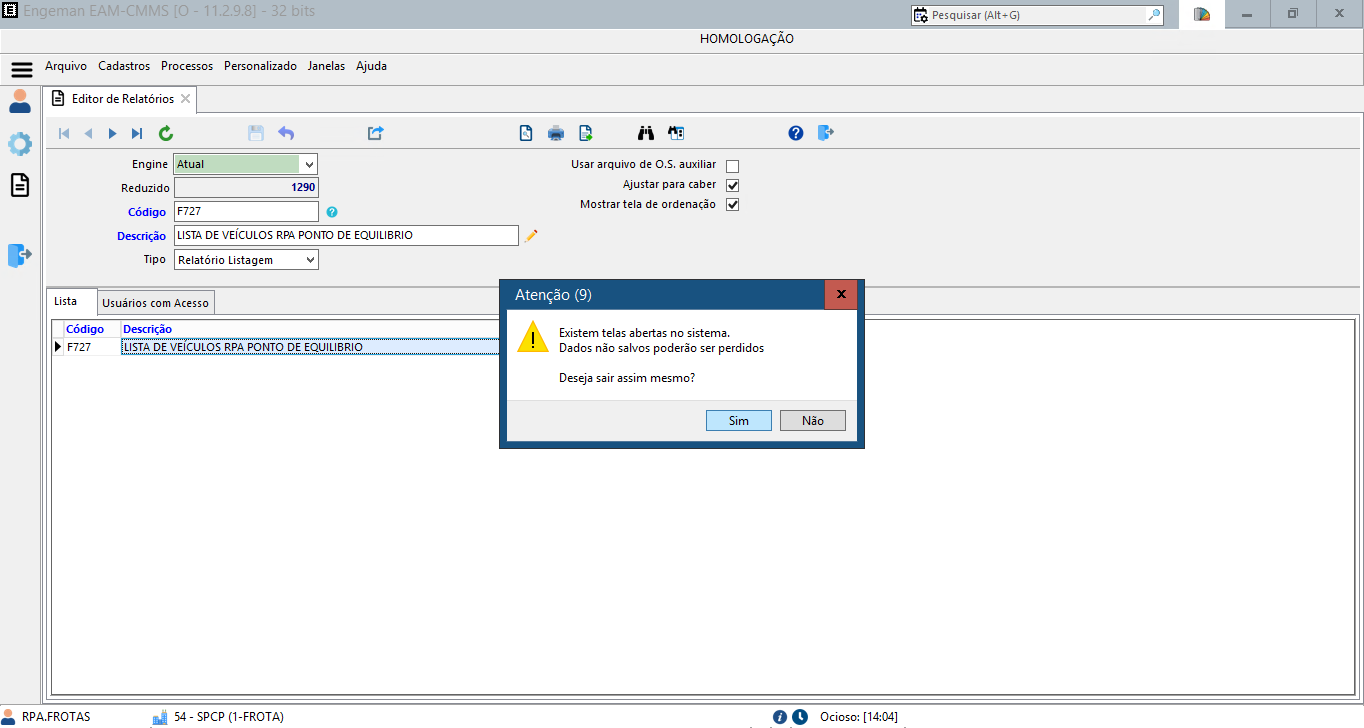 Engeman EAM-CMMS [O - 11.2.9.8] - 32 bits
Pesquisar (Alt+G)
HOMOLOGAÇÃO
Arquivo Cadastros Processos Personalizado Janelas Ajuda
Editor de Relatórios
Engine Atual
Usar arquivo de O.S. auxiliar
Reduzido 1290
Ajustar para caber
Código F727
Mostrar tela de ordenação
Descrição LISTA DE VEÍCULOS RPA PONTO DE EQUILIBRIO
Tipo Relatório Listagem
Lista Usuários com Acesso
Código Descrição
F727 LISTA DE VEÍCULOS RPA PONTO DE EQUILIBRIO
Atenção (9)
Existem telas abertas no sistema.
Dados não salvos poderão ser perdidos
Deseja sair assim mesmo?
Sim Não
RPA.FROTAS 54 - SPCP (1-FROTA) Ocioso: [14:04]